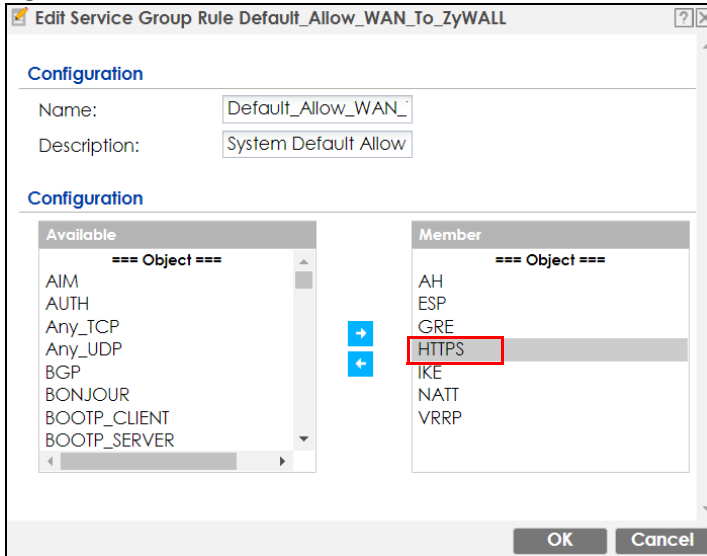 Edit Service Group Rule Default_Allow_WAN_To_ZyWALL
Configuration
Name: Default_Allow_WAN_
Description: System Default Allow
Configuration
Available
=== Object ===
AIM
AUTH
Any_TCP
Any_UDP
BGP
BONJOUR
BOOTP_CLIENT
BOOTP_SERVER
Member
=== Object ===
AH
ESP
GRE
HTTPS
IKE
NATT
VRRP
OK Cancel